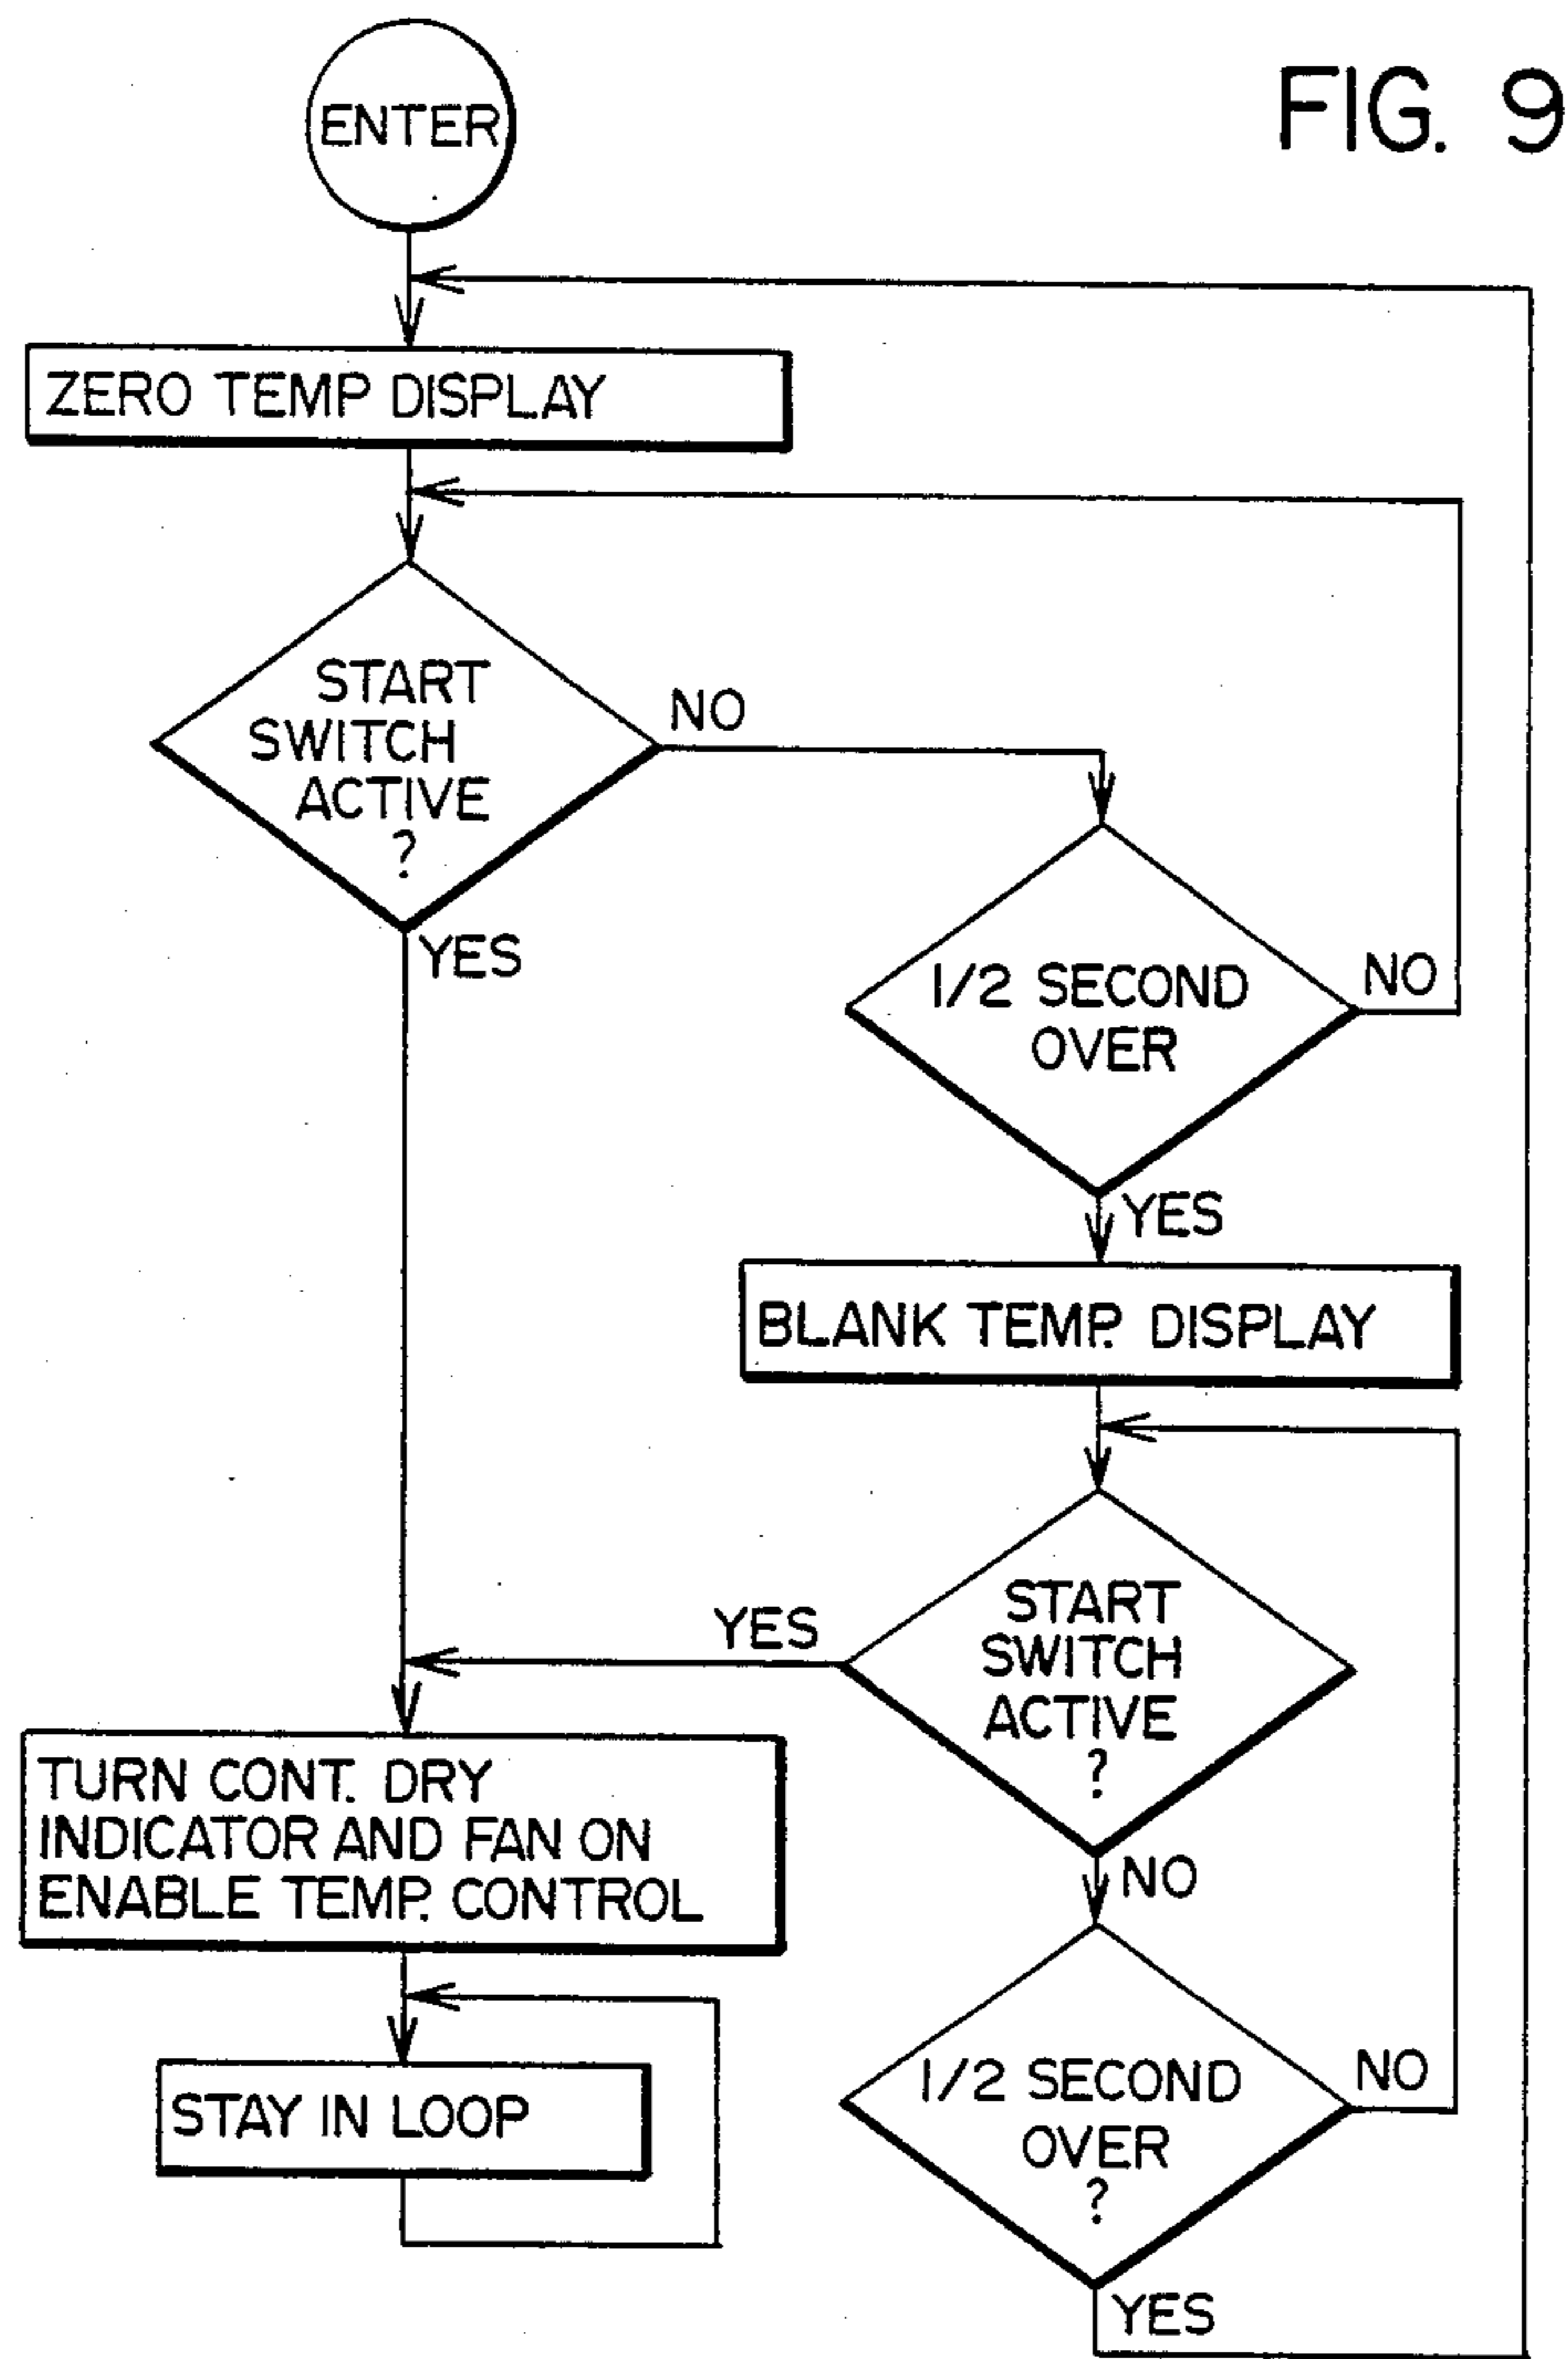 FIG. 9
ENTER
ZERO TEMP DISPLAY
START
SWITCH
ACTIVE
?
NO
YES
1/2 SECOND
OVER
NO
YES
BLANK TEMP. DISPLAY
START
SWITCH
ACTIVE
?
YES
NO
TURN CONT. DRY
INDICATOR AND FAN ON
ENABLE TEMP. CONTROL
STAY IN LOOP
1/2 SECOND
OVER
?
NO
YES